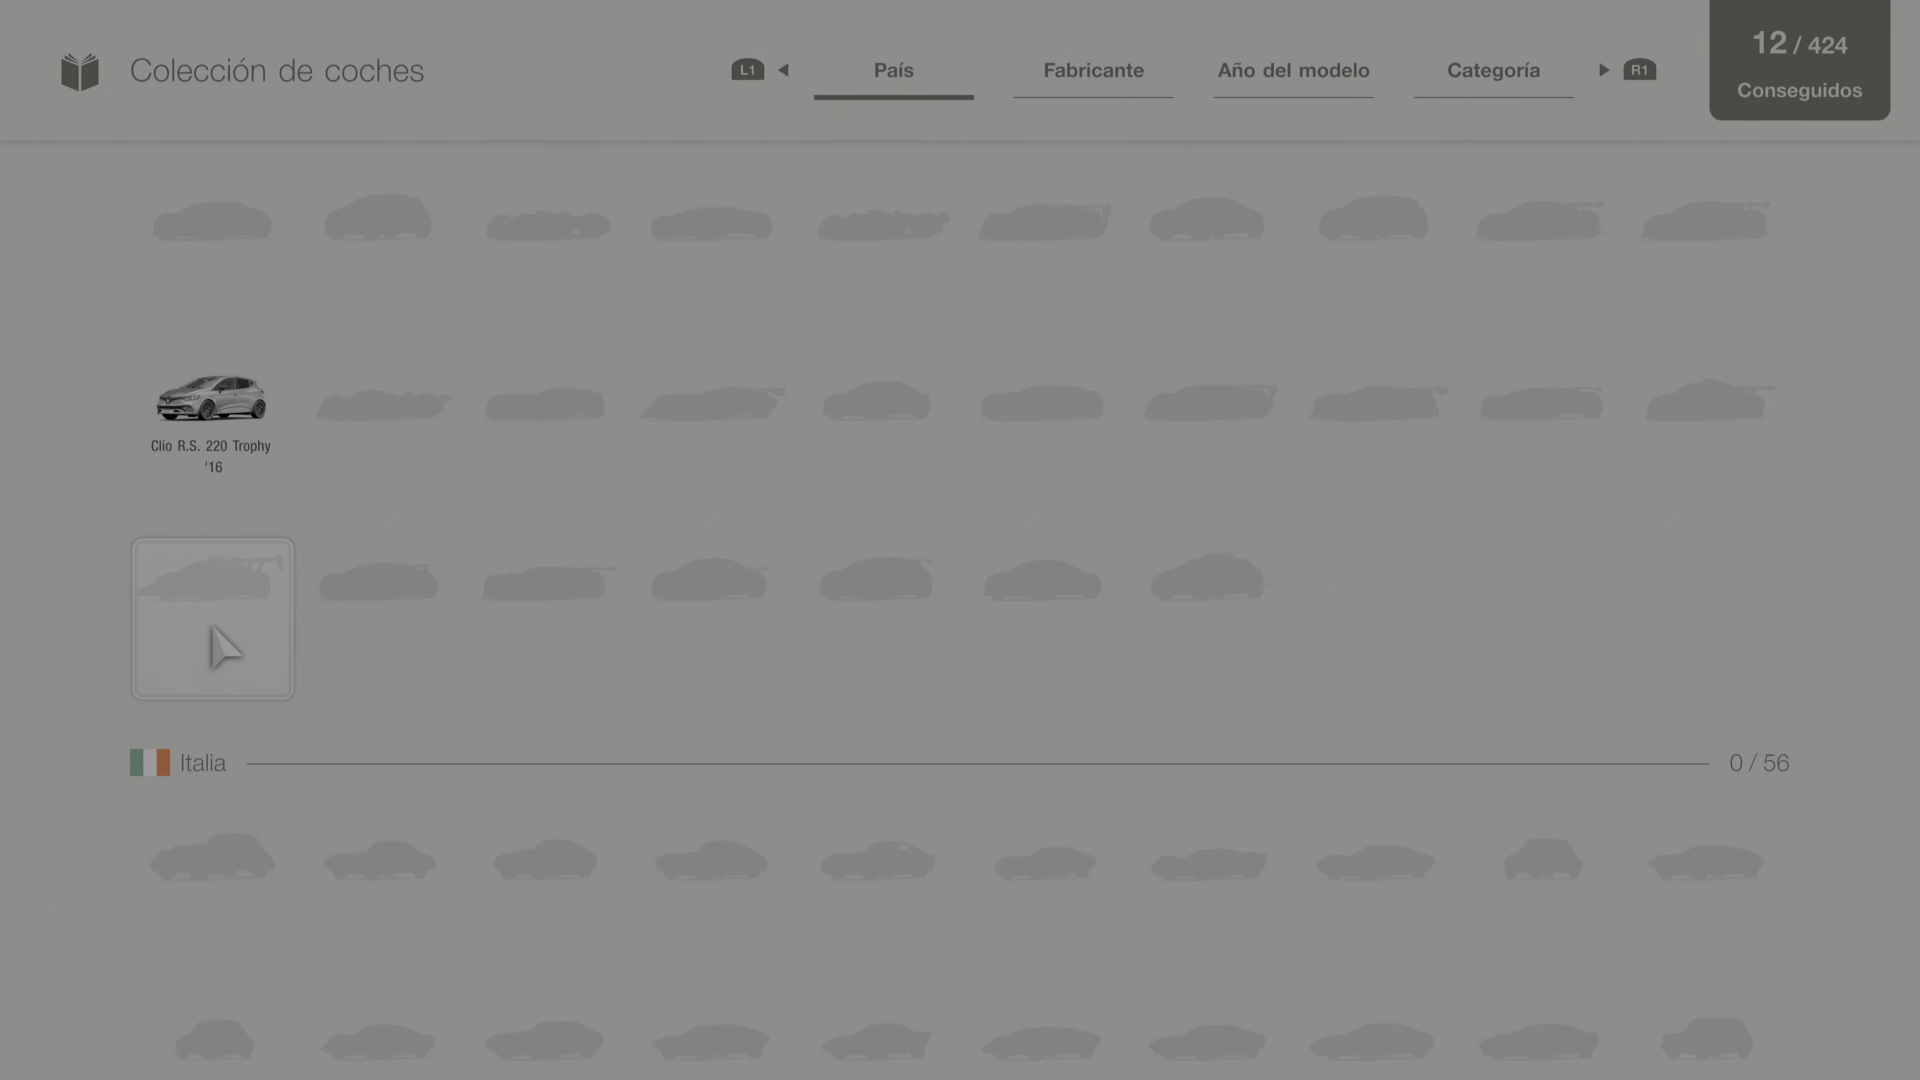 Colección de coches
L1
País
Fabricante
Año del modelo
Categoría
R1
12 / 424
Conseguidos
Clio R.S. 220 Trophy
'16
Italia
0 / 56